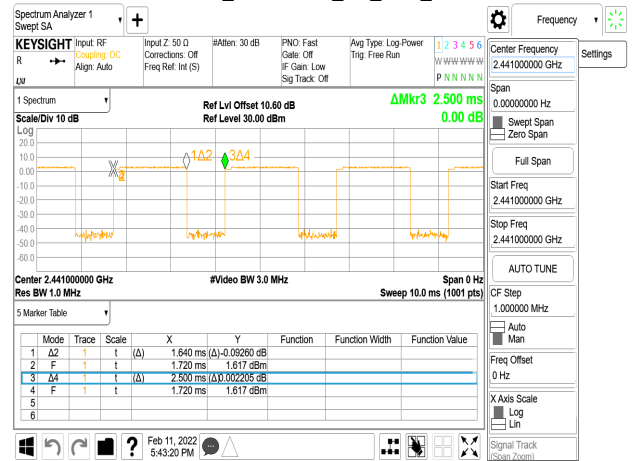 Spectrum Analyzer 1
Swept SA
Frequency
KEYSIGHT
R
Input: RF
Coupling: DC
Align: Auto
Input Z: 50 Ω
Corrections: Off
Freq Ref: Int (S)
#Atten: 30 dB
PNO: Fast
Gate: Off
IF Gain: Low
Sig Track: Off
Avg Type: Log-Power
Trig: Free Run
1 2 3 4 5 6
W W W W W W
P N N N N N
1 Spectrum
Scale/Div 10 dB
Ref Lvl Offset 10.60 dB
Ref Level 30.00 dBm
ΔMkr3 2.500 ms
0.00 dB
Log
20.0
10.0
0.00
-10.0
-20.0
-30.0
-40.0
-50.0
-60.0
1Δ2
3Δ4
Center 2.441000000 GHz
Res BW 1.0 MHz
#Video BW 3.0 MHz
Span 0 Hz
Sweep 10.0 ms (1001 pts)
5 Marker Table
Mode Trace Scale X Y Function Function Width Function Value
1 Δ2 1 t (Δ) 1.640 ms (Δ) -0.09260 dB
2 F 1 t 1.720 ms 1.617 dBm
3 Δ4 1 t (Δ) 2.500 ms (Δ) 0.002205 dB
4 F 1 t 1.720 ms 1.617 dBm
5
6
Feb 11, 2022
5:43:20 PM
Center Frequency
2.441000000 GHz
Settings
Span
0.00000000 Hz
Swept Span
Zero Span
Full Span
Start Freq
2.441000000 GHz
Stop Freq
2.441000000 GHz
AUTO TUNE
CF Step
1.000000 MHz
Auto
Man
Freq Offset
0 Hz
X Axis Scale
Log
Lin
Signal Track
(Span Zoom)